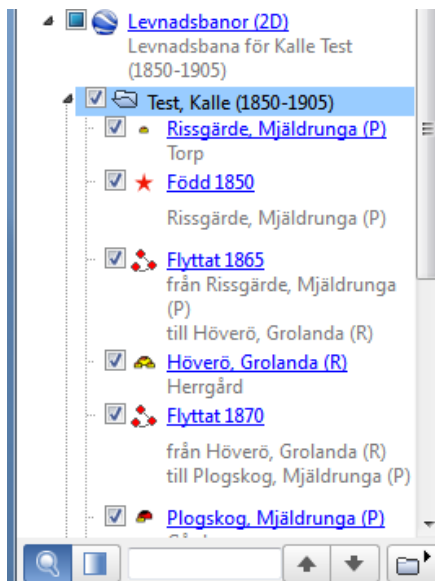 Levnadsbanor (2D)
Levnadsbana för Kalle Test
(1850-1905)
Test, Kalle (1850-1905)
Rissgärde, Mjäldrunga (P)
Torp
Född 1850
Rissgärde, Mjäldrunga (P)
Flyttat 1865
från Rissgärde, Mjäldrunga
(P)
till Höverö, Grolanda (R)
Höverö, Grolanda (R)
Herrgård
Flyttat 1870
från Höverö, Grolanda (R)
till Plogskog, Mjäldrunga (P)
Plogskog, Mjäldrunga (P)